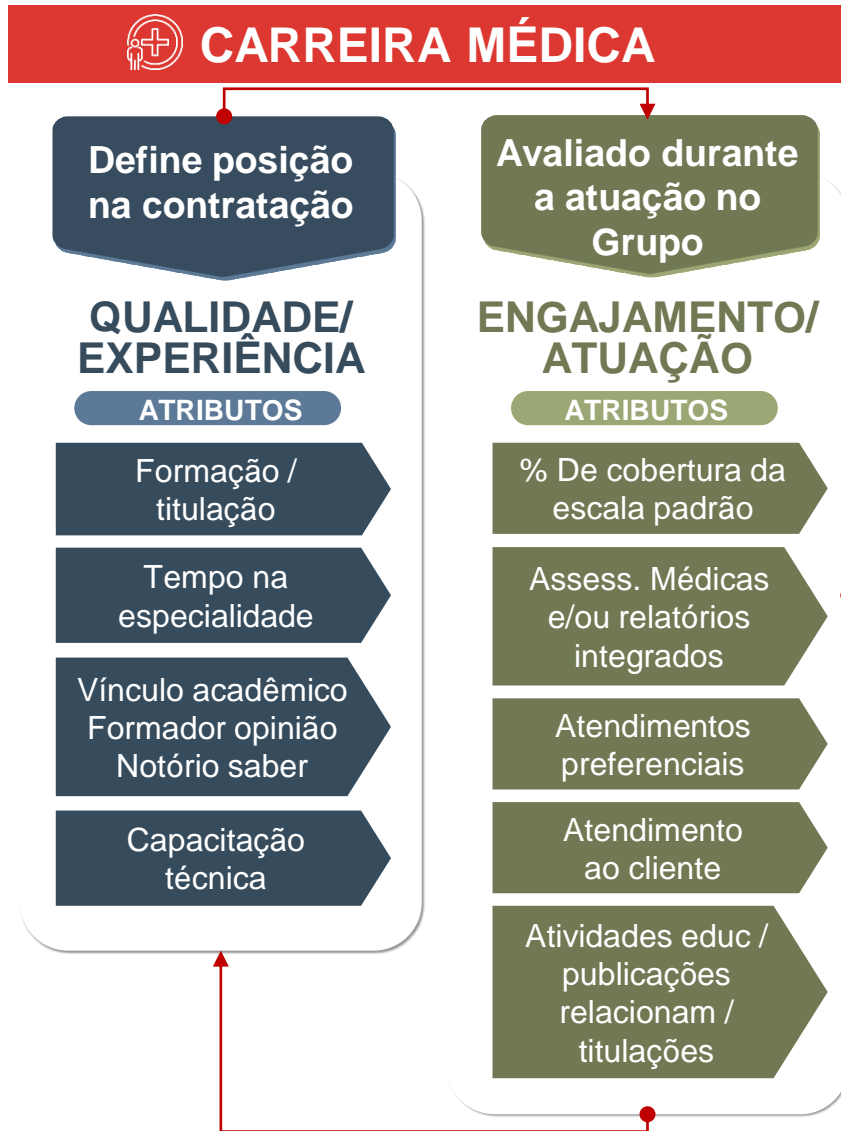 CARREIRA MÉDICA
Define posição
na contratação
QUALIDADE/
EXPERIÊNCIA
ATRIBUTOS
Formação /
titulação
Tempo na
especialidade
Vínculo acadêmico
Formador opinião
Notório saber
Capacitação
técnica
Avaliado durante
a atuação no
Grupo
ENGAJAMENTO/
ATUAÇÃO
ATRIBUTOS
% De cobertura da
escala padrão
Assess. Médicas
e/ou relatórios
integrados
Atendimentos
preferenciais
Atendimento
ao cliente
Atividades educ /
publicações
relacionam /
titulações